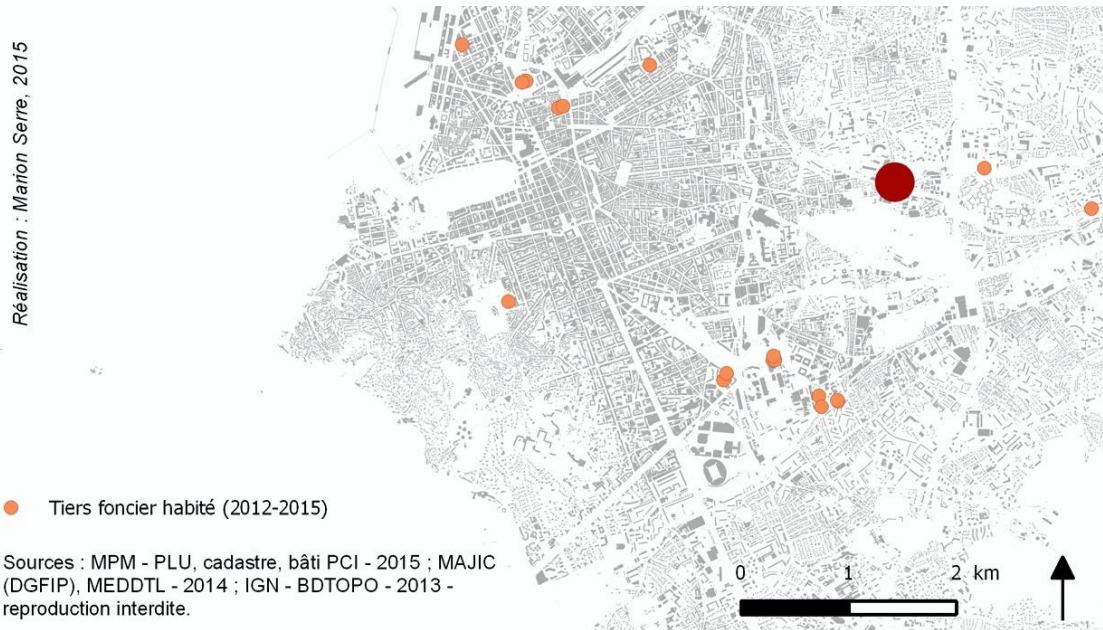 Réalisation : Marion Serre, 2015
Tiers foncier habité (2012-2015)
Sources : MPM - PLU, cadastre, bâti PCI - 2015 ; MAJIC
(DGFIP), MEDDTL - 2014 ; IGN - BDTOPO - 2013 -
reproduction interdite.
0 1 2 km